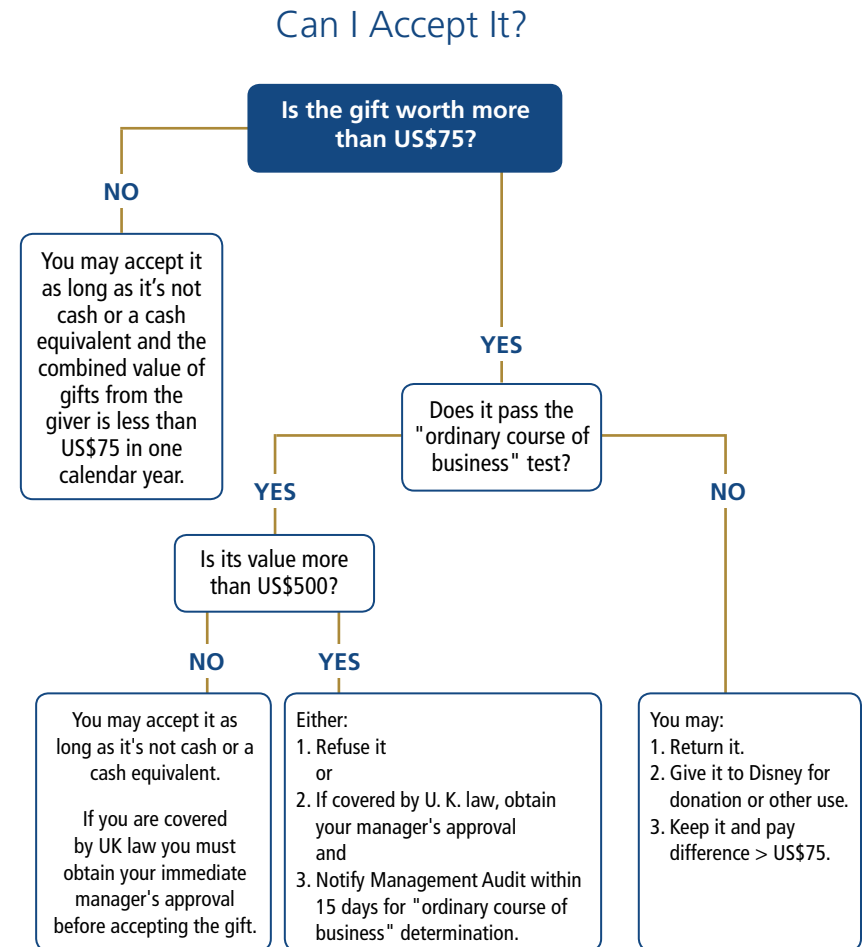 Can I Accept It?
Is the gift worth more
than US$75?
NO
You may accept it
as long as it’s not
cash or a cash
equivalent and the
combined value of
gifts from the
giver is less than
US$75 in one
calendar year.
YES
Does it pass the
"ordinary course of
business" test?
YES
NO
Is its value more
than US$500?
NO
YES
You may accept it as
long as it's not cash or a
cash equivalent.
If you are covered
by UK law you must
obtain your immediate
manager's approval
before accepting the gift.
Either:
1. Refuse it
or
2. If covered by U. K. law, obtain
your manager's approval
and
3. Notify Management Audit within
15 days for "ordinary course of
business" determination.
You may:
1. Return it.
2. Give it to Disney for
donation or other use.
3. Keep it and pay
difference > US$75.